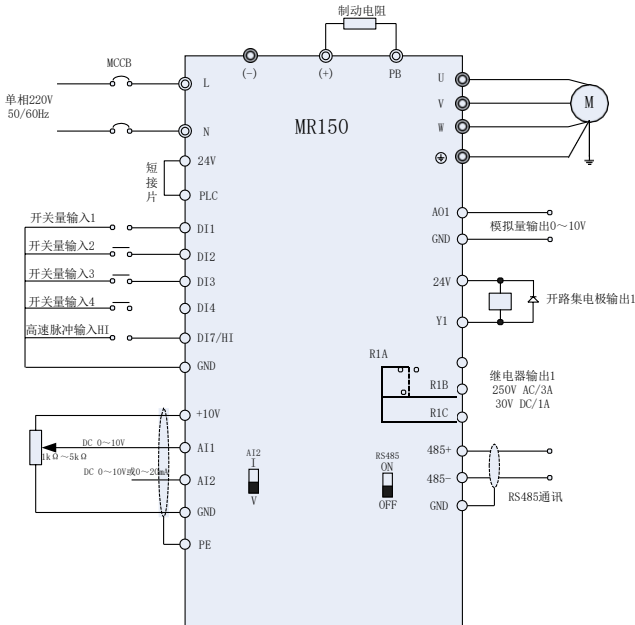 制动电阻
MCCB
(-)
(+)
PB
L
U
单相220V
50/60Hz
V
M
N
MR150
W
24V
短接片
PLC
开关量输入1
DI1
AO1
模拟量输出0～10V
开关量输入2
DI2
GND
开关量输入3
DI3
24V
开关量输入4
DI4
开路集电极输出1
Y1
高速脉冲输入HI
DI7/HI
GND
R1A
继电器输出1
R1B
250V AC/3A
30V DC/1A
+10V
R1C
DC 0～10V
AI1
1kΩ～5kΩ
AI2
I
V
RS485
ON
OFF
485+
DC 0～10V或0～20mA
AI2
485-
RS485通讯
GND
GND
PE